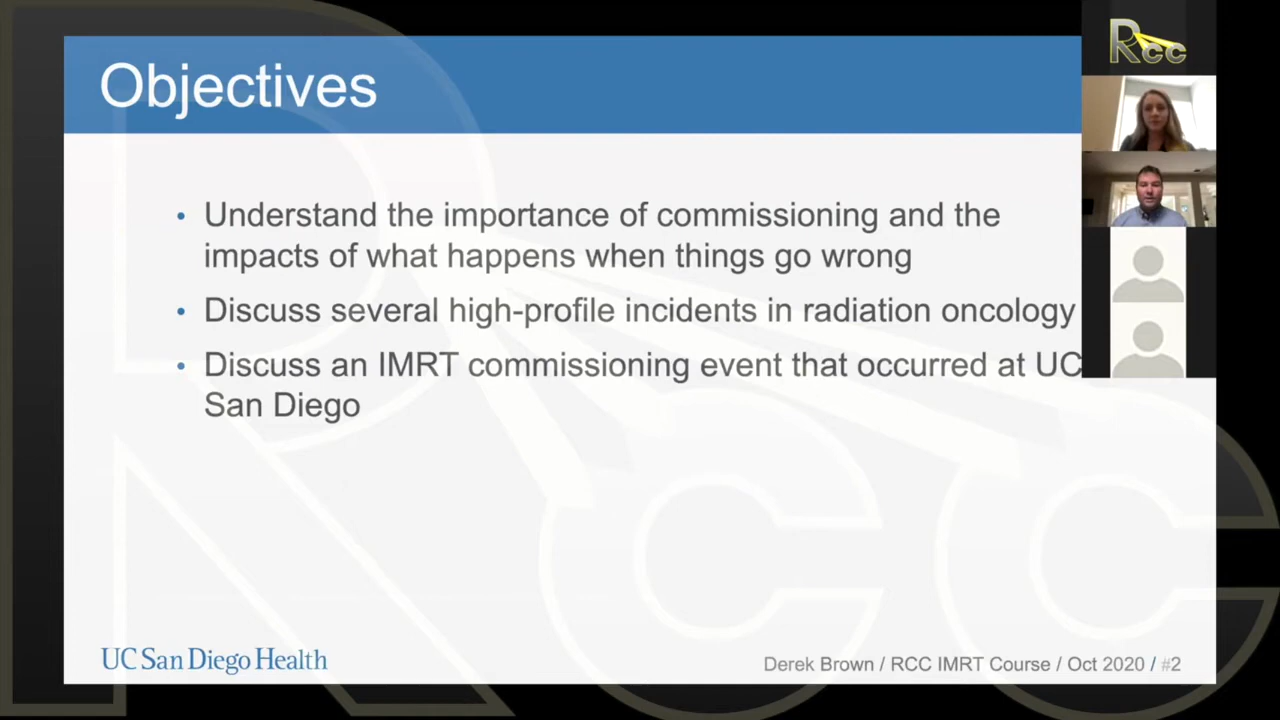 Objectives
Rcc
• Understand the importance of commissioning and the
impacts of what happens when things go wrong
• Discuss several high-profile incidents in radiation oncology
• Discuss an IMRT commissioning event that occurred at UC
San Diego
UC San Diego Health
Derek Brown / RCC IMRT Course / Oct 2020 / #2